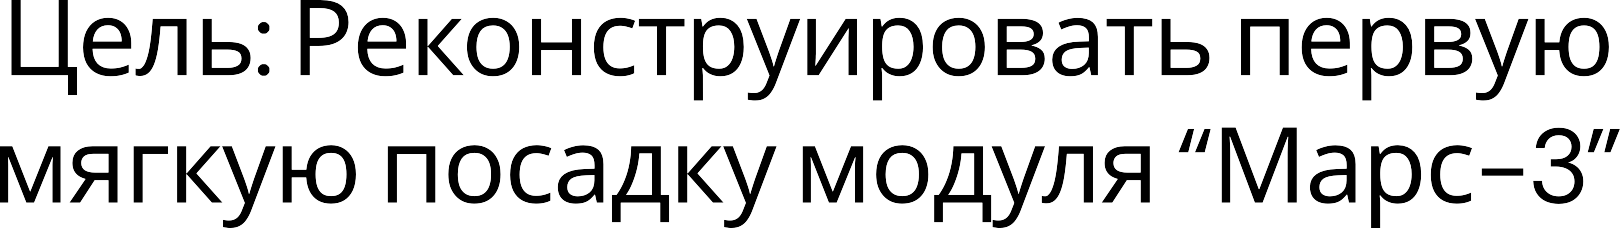 Цель: Реконструировать первую
мягкую посадку модуля “Марс-3”